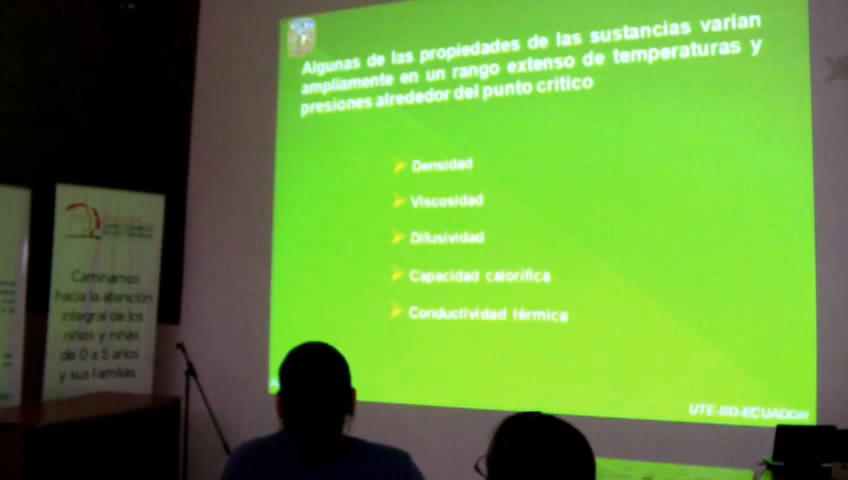 Algunas de las propiedades de las sustancias varian
ampliamente en un rango extenso de temperaturas y
presiones alrededor del punto critico
Densidad
Viscosidad
Difusividad
Capacidad calorífica
Conductividad térmica
UTE-SD-ECUADOR
Caminamos
hacia la atención
integral de los
niños y niñas
de 0 a 5 años
y sus familias.